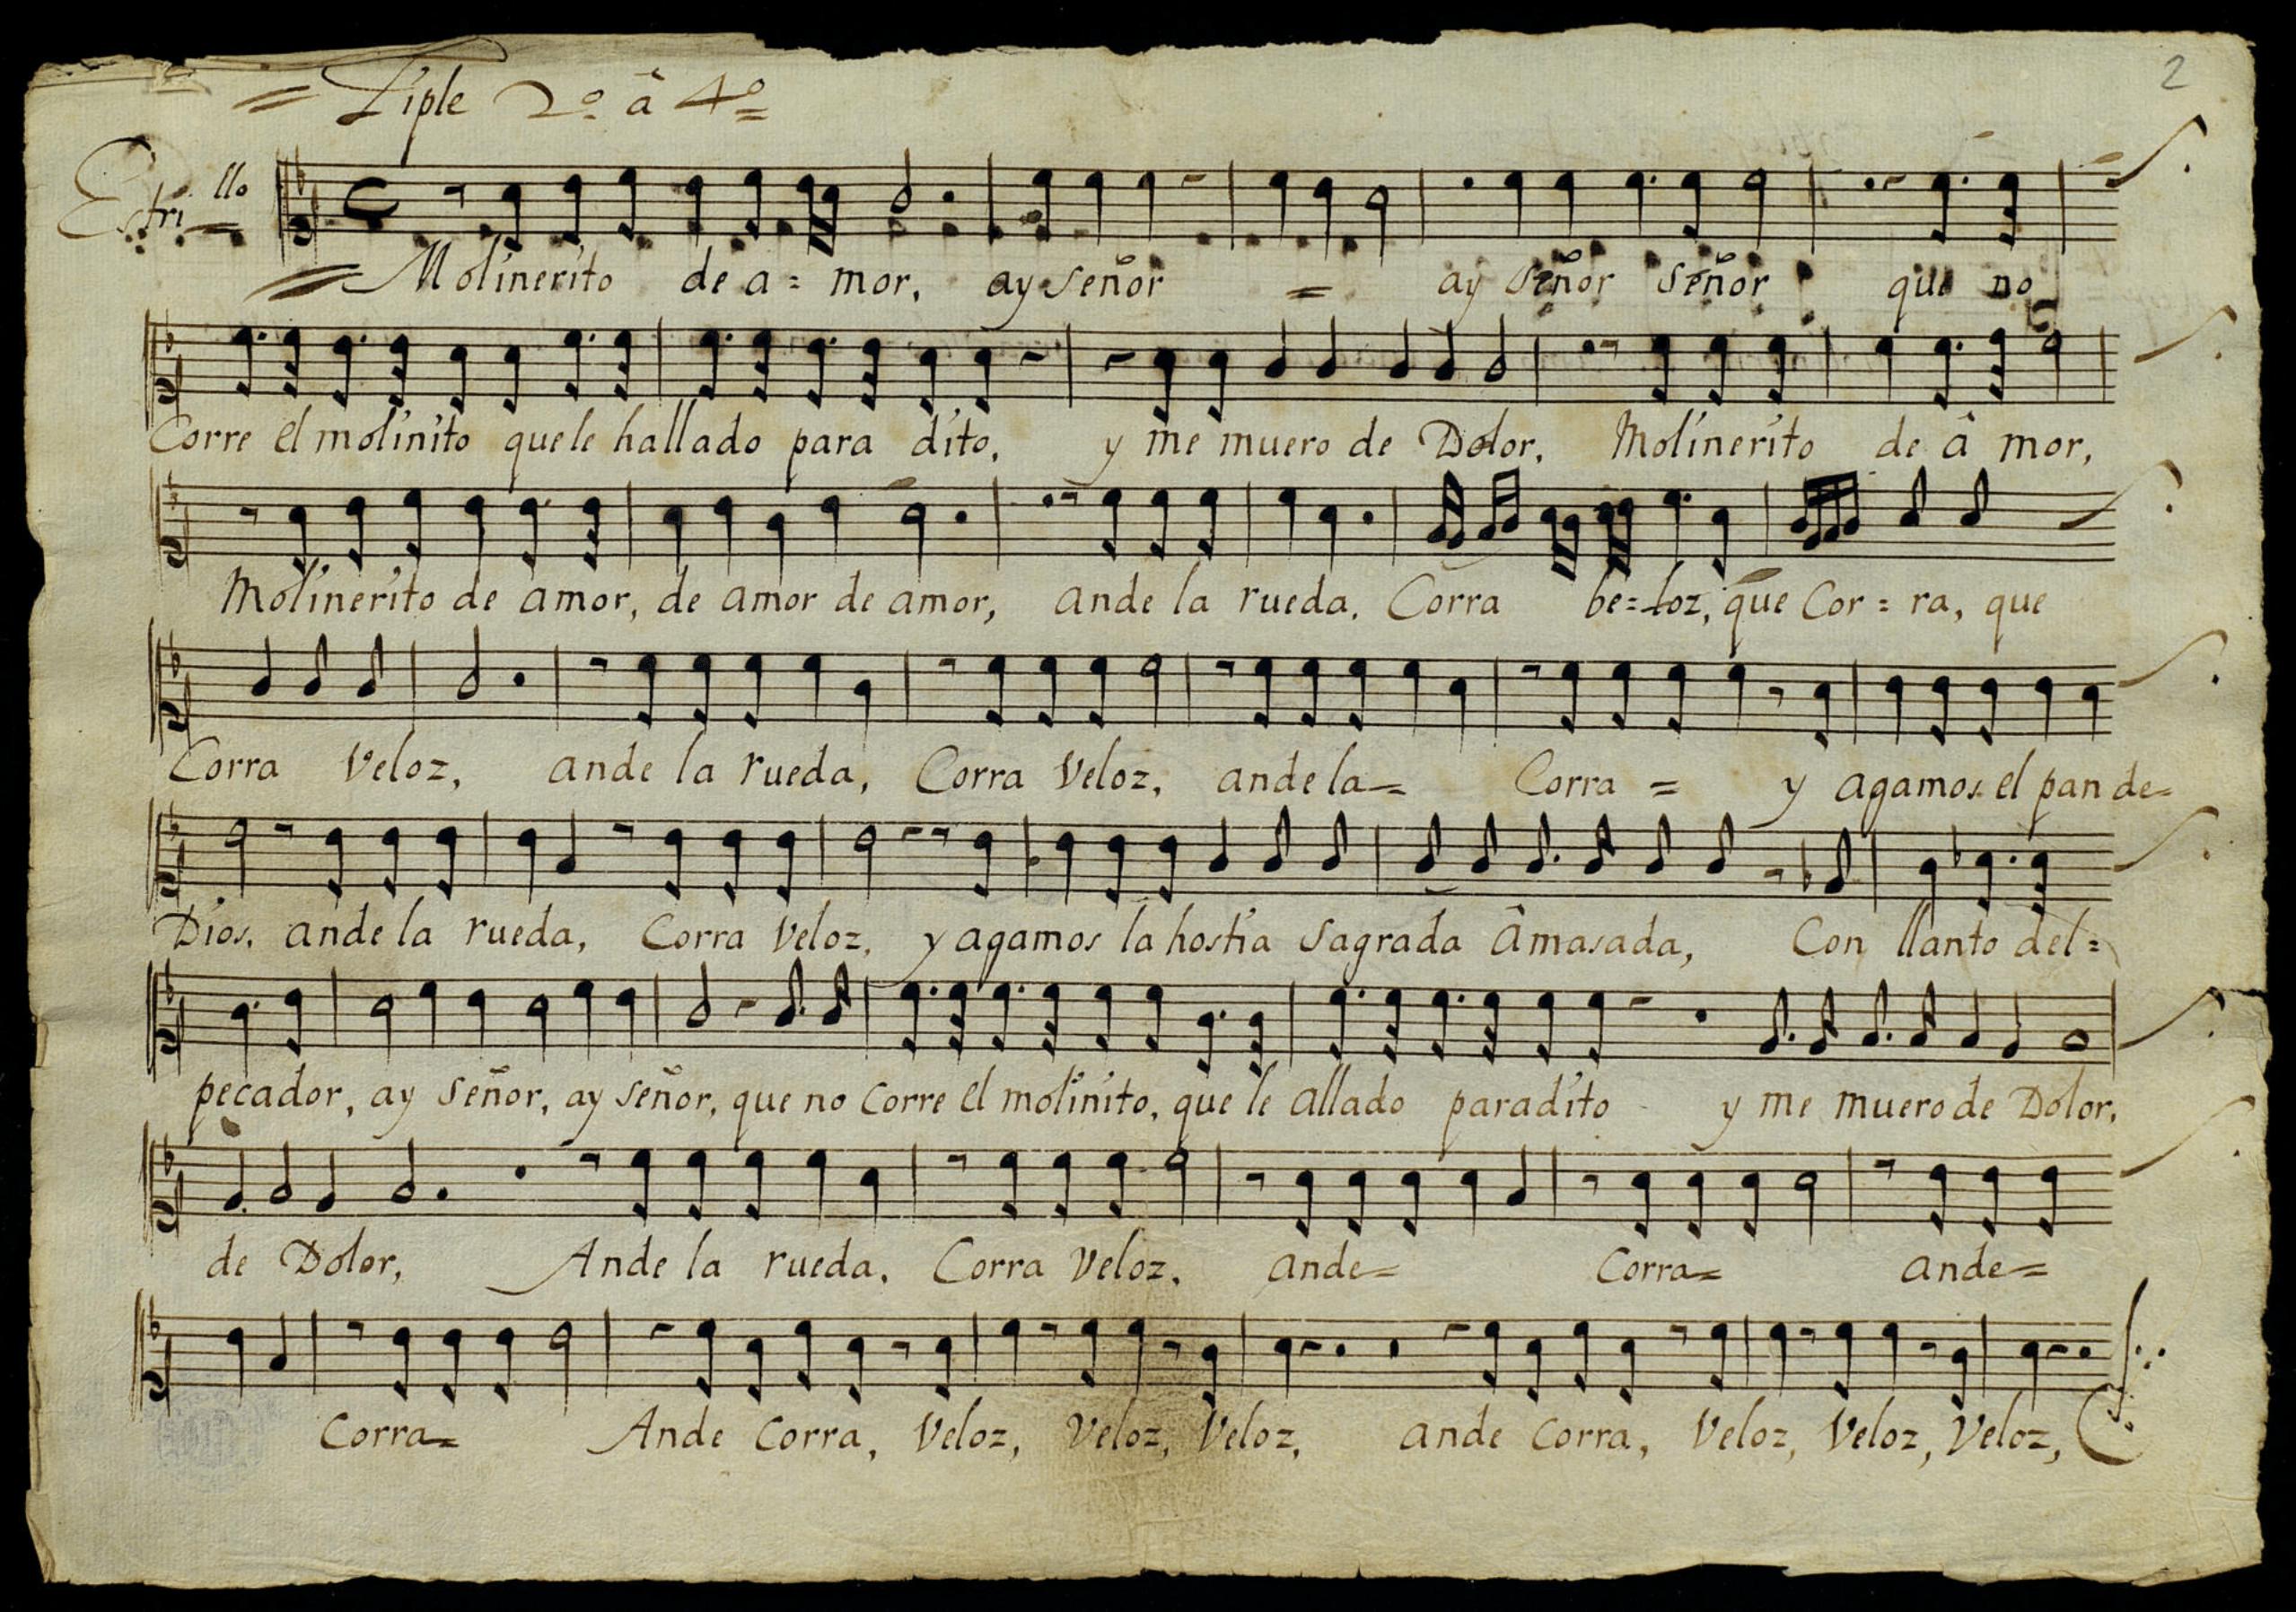 = Tiple 2º â 4º =
2
Estri.llo
= Molinerito de a = mor, ay señor = ay señor señor que no
Corre el molinito que le hallado para dito, y me muero de Dolor, Molinerito de â mor,
Molinerito de amor, de amor de amor, ande la rueda, Corra be=loz, que Cor = ra, que
Corra Veloz, ande la rueda, Corra Veloz, ande la = Corra = y agamos el pan de=
Dios, ande la rueda, Corra Veloz, y agamos la hostia Sagrada âmasada, Con llanto del=
pecador, ay señor, ay señor, que no Corre el molinito, que le allado paradito y me muero de Dolor,
de Dolor, Ande la rueda, Corra Veloz, ande= Corra= ande=
Corra= Ande Corra, Veloz, Veloz, Veloz, ande Corra, Veloz, Veloz, Veloz,